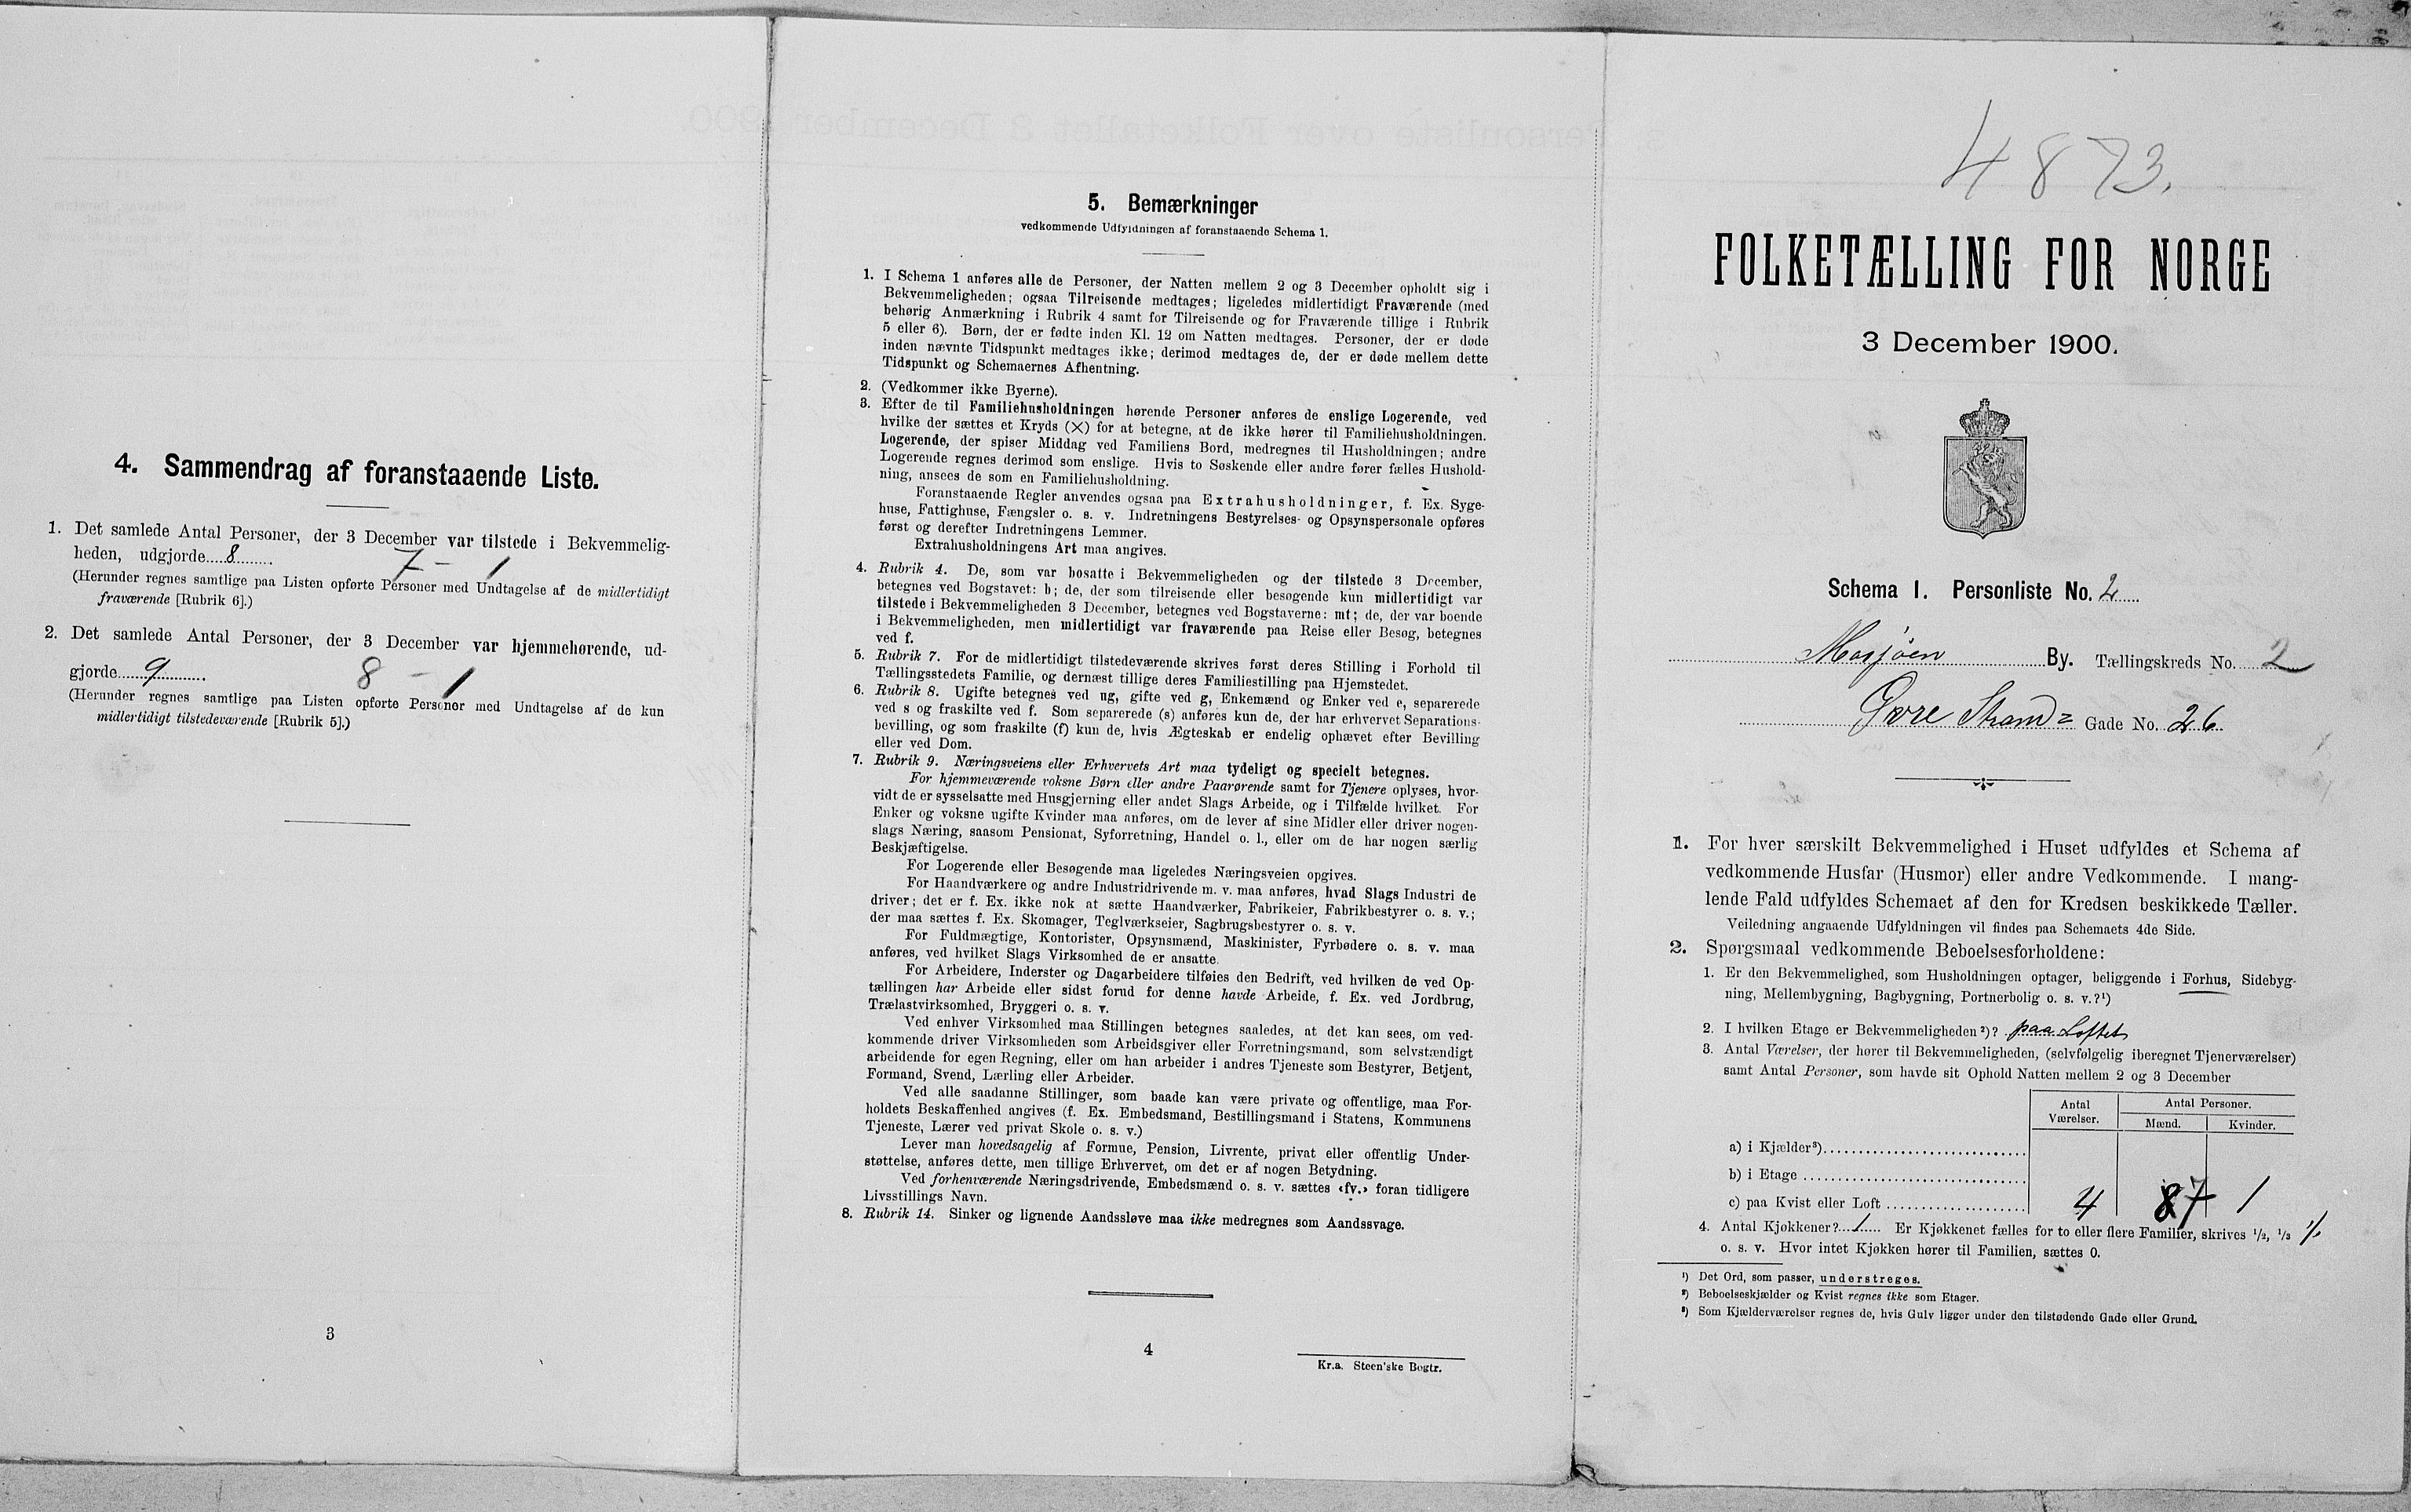 4. Sammendrag af foranstaaende Liste.
1. Det samlede Antal Personer, der 3 December var tilstede i Bekvemmelig-
heden, udgjorde 8 7 - 1
(Herunder regnes samtlige paa Listen opførte Personer med Undtagelse af de midlertidigt
fraværende [Rubrik 6].)
2. Det samlede Antal Personer, der 3 December var hjemmehørende, ud-
gjorde 9 8 - 1
(Herunder regnes samtlige paa Listen opførte Personer med Undtagelse af de kun
midlertidigt tilstedeværende [Rubrik 5].)
3
5. Bemærkninger
vedkommende Udfyldningen af foranstaaende Schema 1.
1. I Schema 1 anføres alle de Personer, der Natten mellem 2 og 3 December opholdt sig i
Bekvemmeligheden; ogsaa Tilreisende medtages; ligeledes midlertidigt Fraværende (med
behørig Anmærkning i Rubrik 4 samt for Tilreisende og for Fraværende tillige i Rubrik
5 eller 6). Børn, der er fødte inden Kl. 12 om Natten medtages. Personer, der er døde
inden nævnte Tidspunkt medtages ikke; derimod medtages de, der er døde mellem dette
Tidspunkt og Schemaernes Afhentning.
2. (Vedkommer ikke Byerne).
3. Efter de til Familiehusholdningen hørende Personer anføres de enslige Logerende, ved
hvilke der sættes et Kryds (×) for at betegne, at de ikke hører til Familiehusholdningen.
Logerende, der spiser Middag ved Familiens Bord, medregnes til Husholdningen; andre
Logerende regnes derimod som enslige. Hvis to Søskende eller andre fører fælles Hushold-
ning, ansees de som en Familiehusholdning.
Foranstaaende Regler anvendes ogsaa paa Extrahusholdninger, f. Ex. Syge-
huse, Fattighuse, Fængsler o. s. v. Indretningens Bestyrelses- og Opsynspersonale opføres
først og derefter Indretningens Lemmer.
Extrahusholdningens Art maa angives.
4. Rubrik 4. De, som var bosatte i Bekvemmeligheden og der tilstede 3 December,
betegnes ved Bogstavet: b; de, der som tilreisende eller besøgende kun midlertidigt var
tilstede i Bekvemmeligheden 3 December, betegnes ved Bogstaverne: mt; de, der var boende
i Bekvemmeligheden, men midlertidigt var fraværende paa Reise eller Besøg, betegnes
ved f.
5. Rubrik 7. For de midlertidigt tilstedeværende skrives først deres Stilling i Forhold til
Tællingsstedets Familie, og dernæst tillige deres Familiestilling paa Hjemstedet.
6. Rubrik 8. Ugifte betegnes ved ug, gifte ved g, Enkemænd og Enker ved e, separerede
ved s og fraskilte ved f. Som separerede (s) anføres kun de, der har erhvervet Separations-
bevilling, og som fraskilte (f) kun de, hvis Ægteskab er endelig ophævet efter Bevilling
eller ved Dom.
7. Rubrik 9. Næringsveiens eller Erhvervets Art maa tydeligt og specielt betegnes.
For hjemmeværende voksne Børn eller andre Paarørende samt for Tjenere oplyses, hvor-
vidt de er sysselsatte med Husgjerning eller andet Slags Arbeide, og i Tilfælde hvilket. For
Enker og voksne ugifte Kvinder maa anføres, om de lever af sine Midler eller driver nogen-
slags Næring, saasom Pensionat, Syforretning, Handel o. l., eller om de har nogen særlig
Beskjæftigelse.
For Logerende eller Besøgende maa ligeledes Næringsveien opgives.
For Haandværkere og andre Industridrivende m. v. maa anføres, hvad Slags Industri de
driver; det er f. Ex. ikke nok at sætte Haandværker, Fabrikeier, Fabrikbestyrer o. s. v.;
der maa sættes f. Ex. Skomager, Teglværkseier, Sagbrugsbestyrer o. s. v.
For Fuldmægtige, Kontorister, Opsynsmænd, Maskinister, Fyrbødere o. s. v. maa
anføres, ved hvilket Slags Virksomhed de er ansatte.
For Arbeidere, Inderster og Dagarbeidere tilføies den Bedrift, ved hvilken de ved Op-
tællingen har Arbeide eller sidst forud for denne havde Arbeide, f. Ex. ved Jordbrug,
Trælastvirksomhed, Bryggeri o. s. v.
Ved enhver Virksomhed maa Stillingen betegnes saaledes, at det kan sees, om ved-
kommende driver Virksomheden som Arbeidsgiver eller Forretningsmand, som selvstændigt
arbeidende for egen Regning, eller om han arbeider i andres Tjeneste som Bestyrer, Betjent,
Formand, Svend, Lærling eller Arbeider.
Ved alle saadanne Stillinger, som baade kan være private og offentlige, maa For-
holdets Beskaffenhed angives (f. Ex. Embedsmand, Bestillingsmand i Statens, Kommunens
Tjeneste, Lærer ved privat Skole o. s. v.)
Lever man hovedsagelig af Formue, Pension, Livrente, privat eller offentlig Under-
støttelse, anføres dette, men tillige Erhvervet, om det er af nogen Betydning.
Ved forhenværende Næringsdrivende, Embedsmænd o. s. v. sættes «fv.» foran tidligere
Livsstillings Navn.
8. Rubrik 14. Sinker og lignende Aandssløve maa ikke medregnes som Aandssvage.
4
Kr.a. Steen'ske Bogtr.
4873.
FOLKETÆLLING FOR NORGE
3 December 1900.
Schema 1. Personliste No. 2
Mosjøen By. Tællingskreds No. 2
Øvre Strand= Gade No. 26
1. For hver særskilt Bekvemmelighed i Huset udfyldes et Schema af
vedkommende Husfar (Husmor) eller andre Vedkommende. I mang-
lende Fald udfyldes Schemaet af den for Kredsen beskikkede Tæller.
Veiledning angaaende Udfyldningen vil findes paa Schemaets 4de Side.
2. Spørgsmaal vedkommende Beboelsesforholdene:
1. Er den Bekvemmelighed, som Husholdningen optager, beliggende i Forhus, Sidebyg-
ning, Mellembygning, Bagbygning, Portnerbolig o. s. v.?¹)
2. I hvilken Etage er Bekvemmeligheden²)? paa Loftet
3. Antal Værelser, der hører til Bekvemmeligheden, (selvfølgelig iberegnet Tjenerværelser)
samt Antal Personer, som havde sit Ophold Natten mellem 2 og 3 December
Antal Værelser. Antal Personer.
Mænd. Kvinder.
a) i Kjælder³)
b) i Etage
c) paa Kvist eller Loft 4 8 7 1
4. Antal Kjøkkener? 1 Er Kjøkkenet fælles for to eller flere Familier, skrives 1/2, 1/3
o. s. v. Hvor intet Kjøkken hører til Familien, sættes 0.
¹) Det Ord, som passer, understreges.
²) Beboelseskjælder og Kvist regnes ikke som Etager.
³) Som Kjælderværelser regnes de, hvis Gulv ligger under den tilstødende Gade eller Grund.